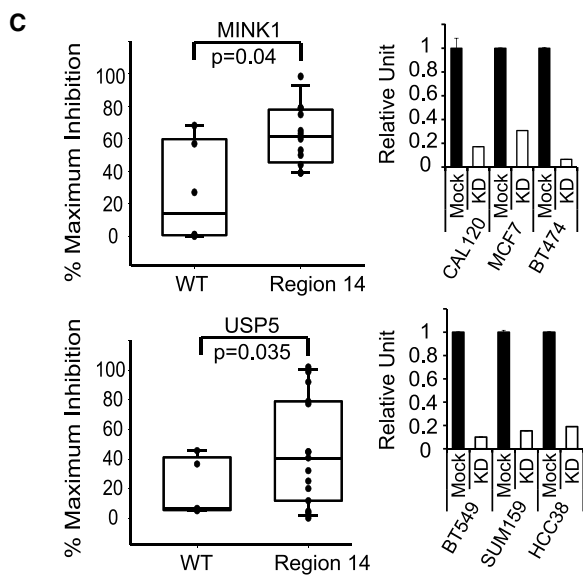 C
MINK1
p=0.04
% Maximum Inhibition
100
80
60
40
20
0
WT
Region 14
Relative Unit
1
0.8
0.6
0.4
0.2
0
Mock
KD
Mock
KD
Mock
KD
CAL120
MCF7
BT474
USP5
p=0.035
% Maximum Inhibition
100
80
60
40
20
0
WT
Region 14
Relative Unit
1
0.8
0.6
0.4
0.2
0
Mock
KD
Mock
KD
Mock
KD
BT549
SUM159
HCC38